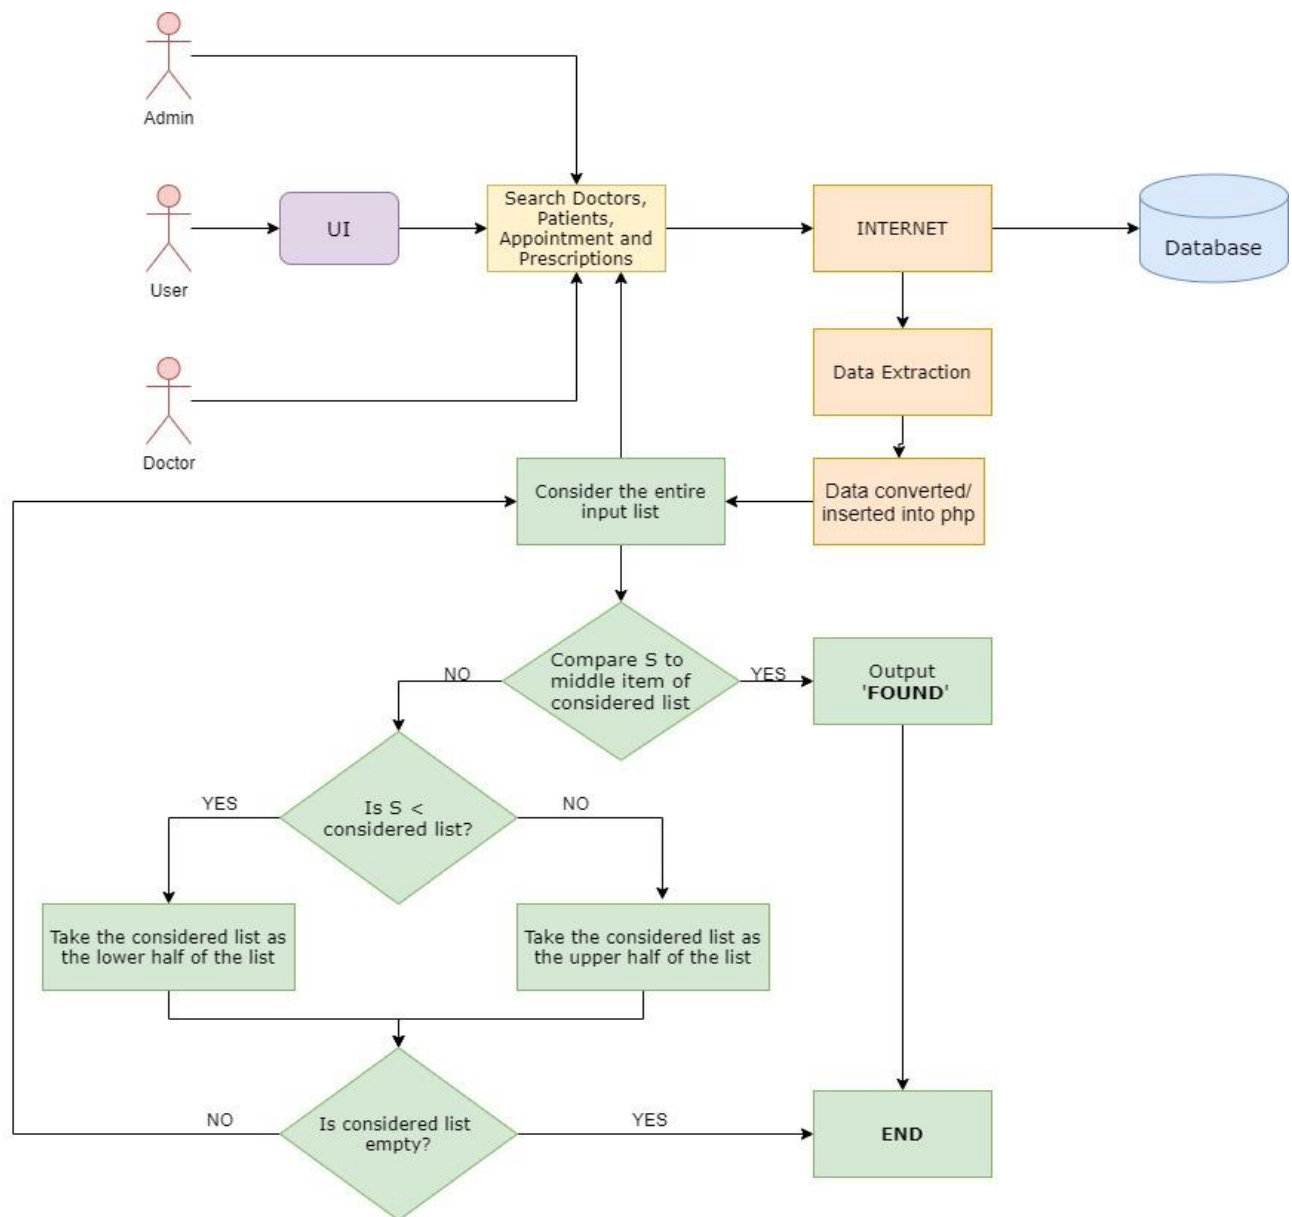 Admin
User
UI
Search Doctors,
Patients,
Appointment and
Prescriptions
INTERNET
Database
Doctor
Data Extraction
Consider the entire
input list
Data converted/
inserted into php
NO
Compare S to
middle item of
considered list
YES
Output
'FOUND'
YES
Is S <
considered list?
NO
Take the considered list as
the lower half of the list
Take the considered list as
the upper half of the list
NO
Is considered list
empty?
YES
END